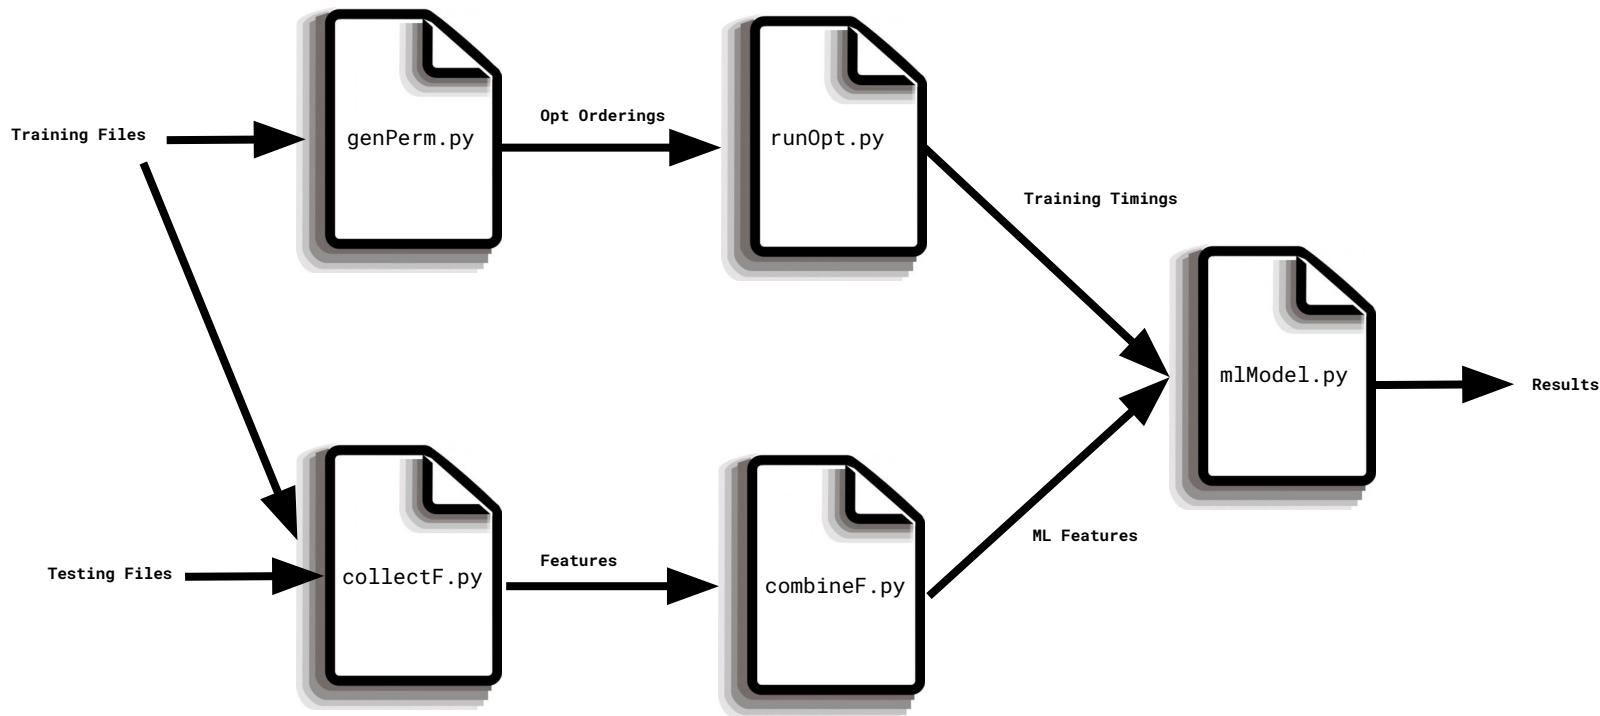 Training Files
genPerm.py
Opt Orderings
runOpt.py
Training Timings
mlModel.py
Results
Testing Files
collectF.py
Features
combineF.py
ML Features